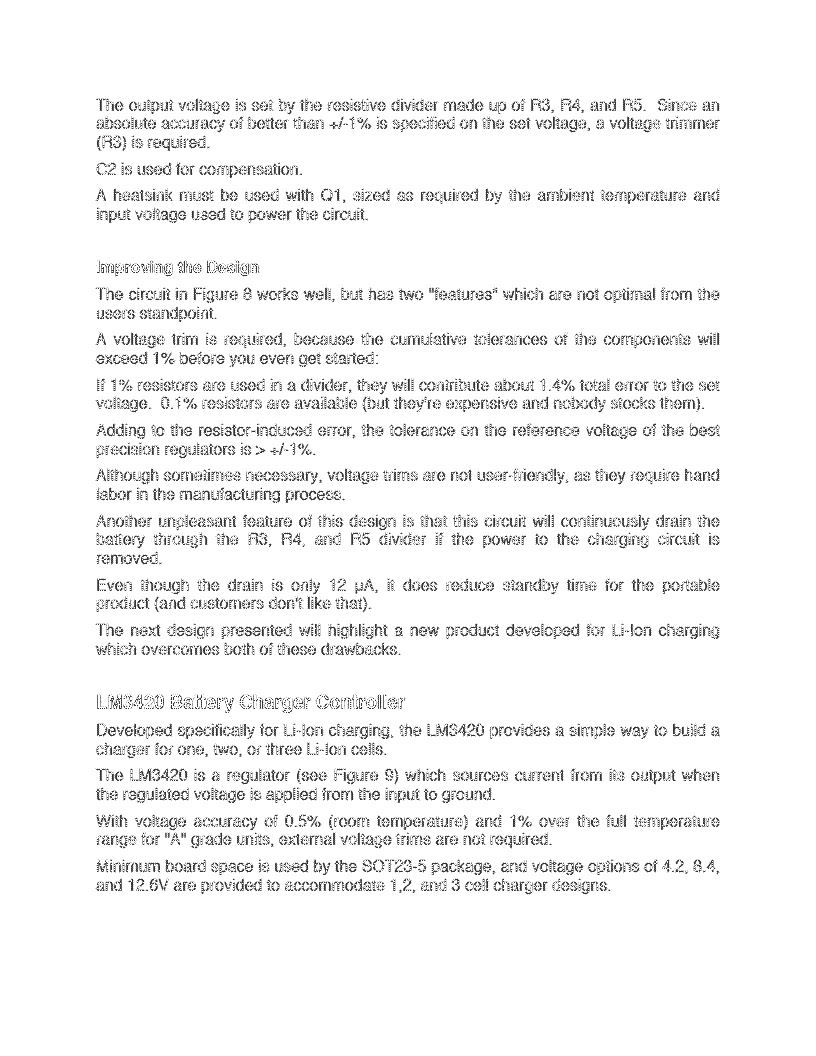 The output voltage is set by the resistive divider made up of R3, R4, and R5.  Since an
absolute accuracy of better than +/-1% is specified on the set voltage, a voltage trimmer
(R3) is required.
C2 is used for compensation.
A heatsink must be used with Q1, sized as required by the ambient temperature and
input voltage used to power the circuit.
Improving the Design
The circuit in Figure 8 works well, but has two "features" which are not optimal from the
users standpoint.
A voltage trim is required, because the cumulative tolerances of the components will
exceed 1% before you even get started:
If 1% resistors are used in a divider, they will contribute about 1.4% total error to the set
voltage.  0.1% resistors are available (but they're expensive and nobody stocks them).
Adding to the resistor-induced error, the tolerance on the reference voltage of the best
precision regulators is > +/-1%.
Although sometimes necessary, voltage trims are not user-friendly, as they require hand
labor in the manufacturing process.
Another unpleasant feature of this design is that this circuit will continuously drain the
battery through the R3, R4, and R5 divider if the power to the charging circuit is
removed.
Even though the drain is only 12 µA, it does reduce standby time for the portable
product (and customers don't like that).
The next design presented will highlight a new product developed for Li-Ion charging
which overcomes both of these drawbacks.
LM3420 Battery Charger Controller
Developed specifically for Li-Ion charging, the LM3420 provides a simple way to build a
charger for one, two, or three Li-Ion cells.
The LM3420 is a regulator (see Figure 9) which sources current from its output when
the regulated voltage is applied from the input to ground.
With voltage accuracy of 0.5% (room temperature) and 1% over the full temperature
range for "A" grade units, external voltage trims are not required.
Minimum board space is used by the SOT23-5 package, and voltage options of 4.2, 8.4,
and 12.6V are provided to accommodate 1,2, and 3 cell charger designs.